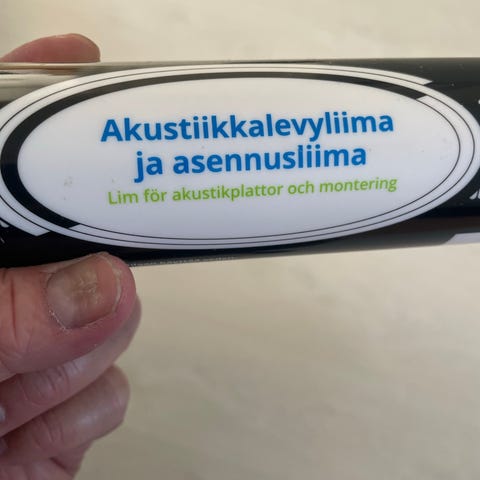 Akustiikkalevyliima
ja asennusliima
Lim för akustikplattor och montering